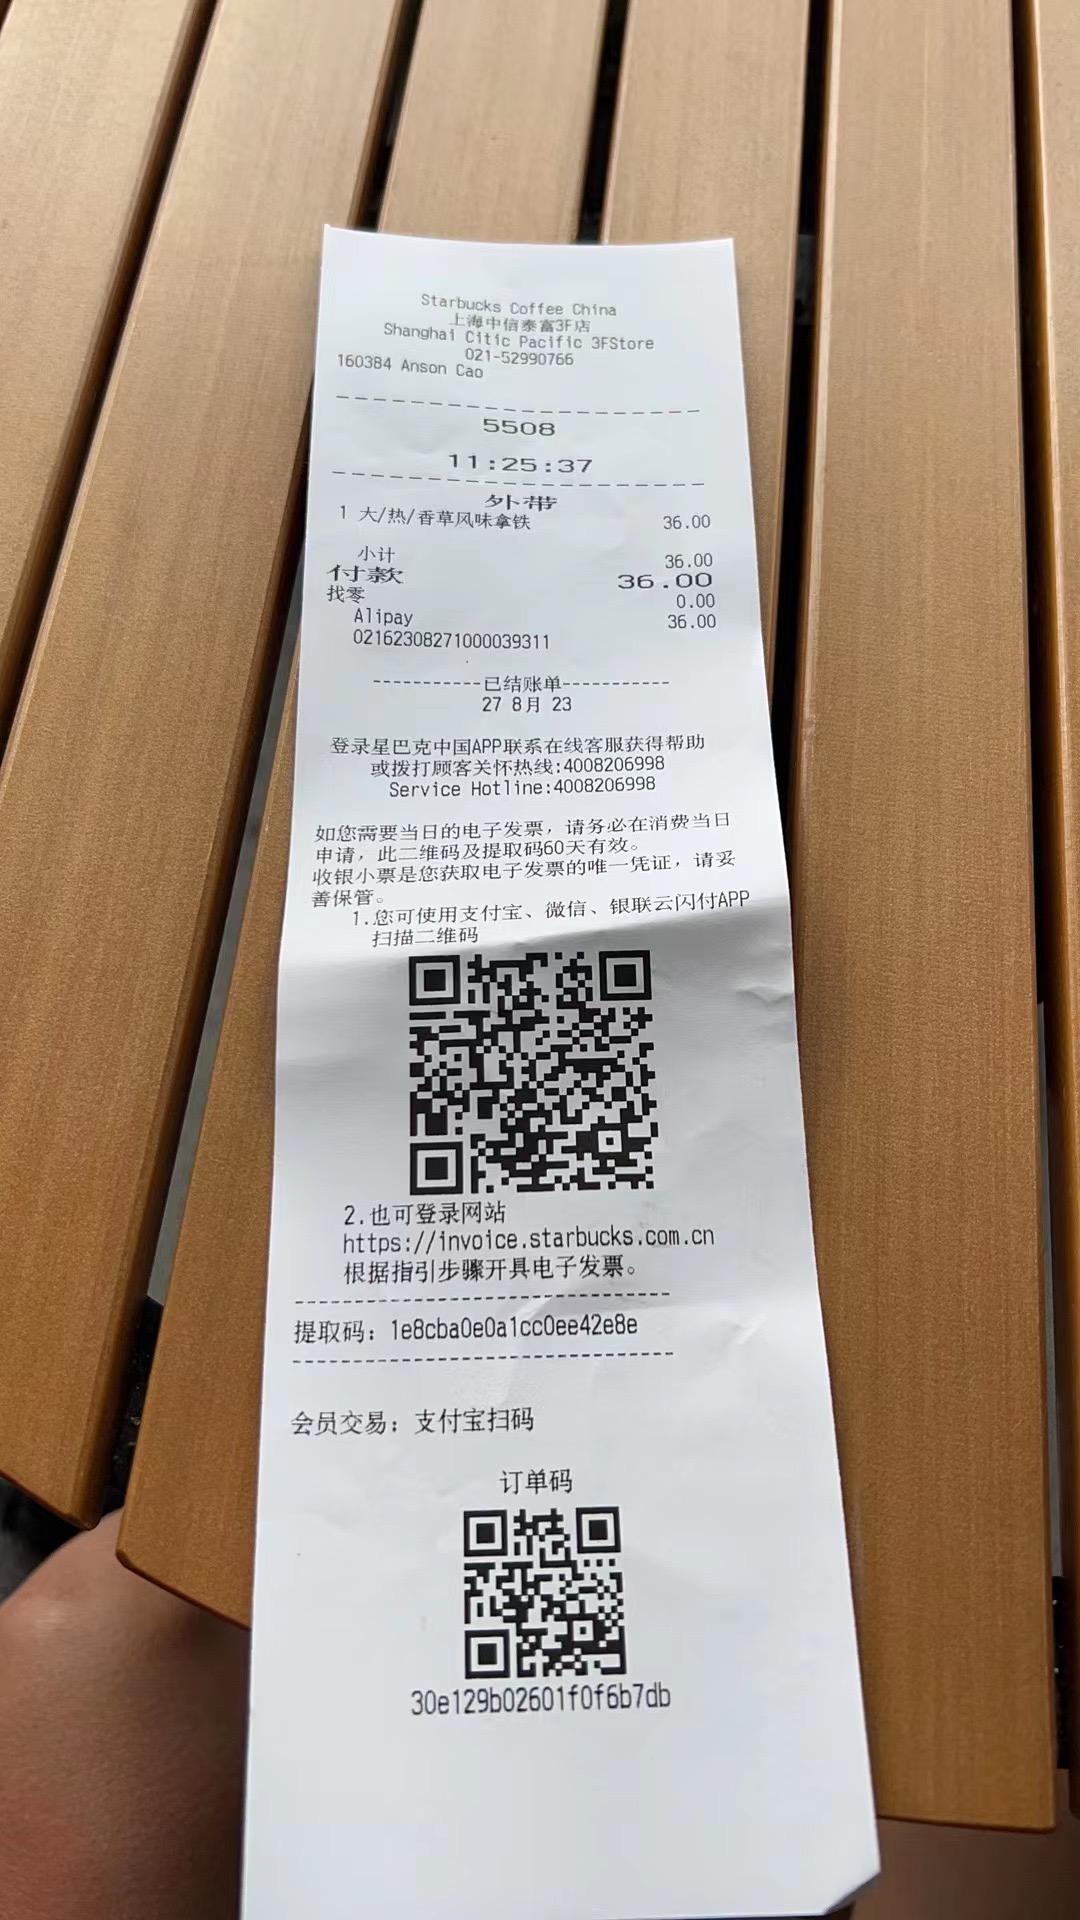 Starbucks Coffee China
上海中信泰富3F店
Shanghai Citic Pacific 3FStore
021-52990766
160384 Anson Cao
5508
11:25:37
外带
1 大/热/香草风味拿铁 36.00
小计 36.00
付款 36.00
找零 0.00
Alipay 36.00
02162308271000039311
-----------已结账单-----------
27 8月 23
登录星巴克中国APP联系在线客服获得帮助
或拨打顾客关怀热线:4008206998
Service Hotline:4008206998
如您需要当日的电子发票，请务必在消费当日
申请，此二维码及提取码60天有效。
收银小票是您获取电子发票的唯一凭证，请妥
善保管。
1.您可使用支付宝、微信、银联云闪付APP
扫描二维码
2.也可登录网站
https://invoice.starbucks.com.cn
根据指引步骤开具电子发票。
提取码：1e8cba0e0a1cc0ee42e8e
会员交易：支付宝扫码
订单码
30e129b02601f0f6b7db